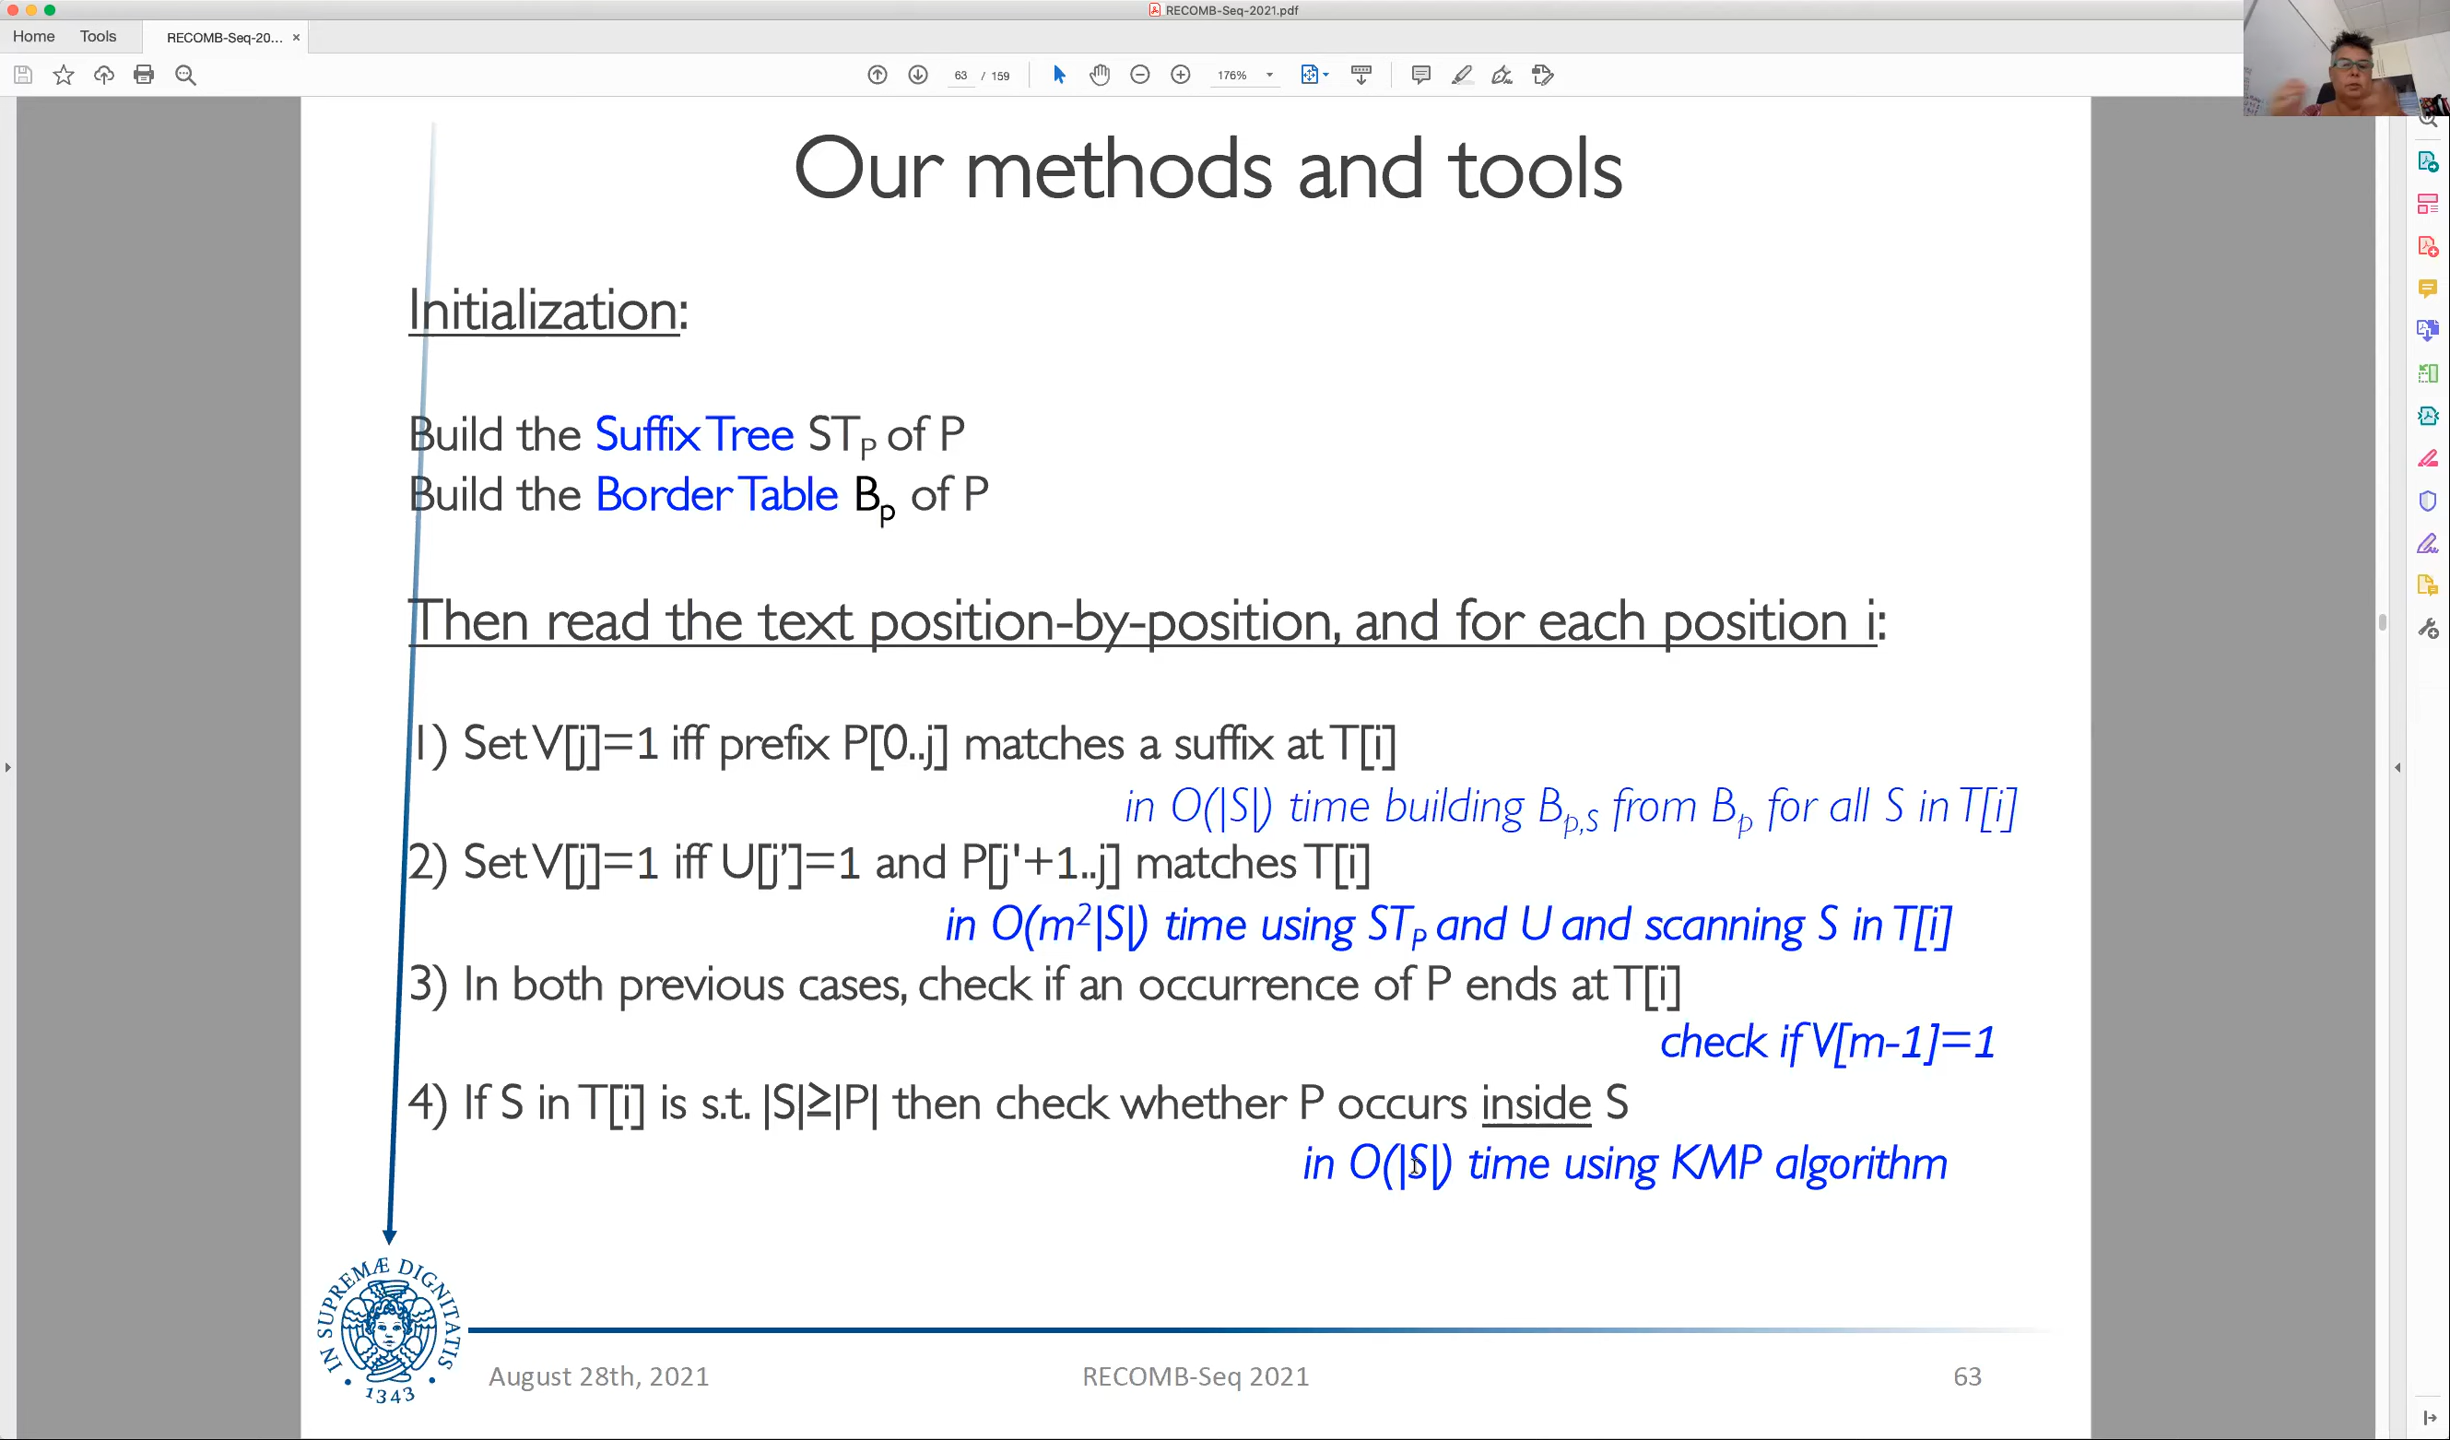 RECOMB-Seq-2021.pdf
Home Tools RECOMB-Seq-20... ×
63 / 159 176%
Our methods and tools
Initialization:
Build the Suffix Tree STP of P
Build the Border Table Bp of P
Then read the text position-by-position, and for each position i:
1) Set V[j]=1 iff prefix P[0..j] matches a suffix at T[i]
in O(|S|) time building Bp,S from Bp for all S in T[i]
2) Set V[j]=1 iff U[j']=1 and P[j'+1..j] matches T[i]
in O(m²|S|) time using STP and U and scanning S in T[i]
3) In both previous cases, check if an occurrence of P ends at T[i]
check if V[m-1]=1
4) If S in T[i] is s.t. |S|≥|P| then check whether P occurs inside S
in O(|S|) time using KMP algorithm
IN SUPREMÆ DIGNITATIS
• 1343 •
August 28th, 2021 RECOMB-Seq 2021 63